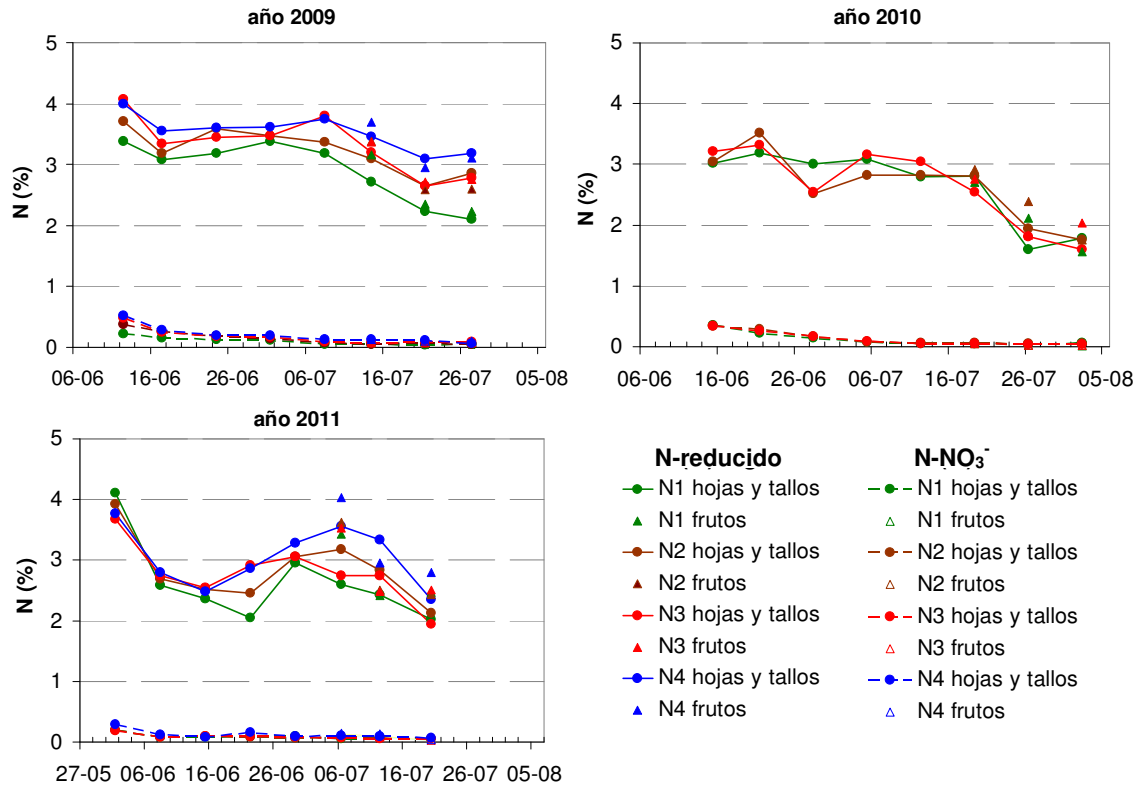 año 2009
N (%)
5
4
3
2
1
0
06-06 16-06 26-06 06-07 16-07 26-07 05-08
año 2010
N (%)
5
4
3
2
1
0
06-06 16-06 26-06 06-07 16-07 26-07 05-08
año 2011
N (%)
5
4
3
2
1
0
27-05 06-06 16-06 26-06 06-07 16-07 26-07 05-08
N-reducido
N1 hojas y tallos
N1 frutos
N2 hojas y tallos
N2 frutos
N3 hojas y tallos
N3 frutos
N4 hojas y tallos
N4 frutos
N-NO₃⁻
N1 hojas y tallos
N1 frutos
N2 hojas y tallos
N2 frutos
N3 hojas y tallos
N3 frutos
N4 hojas y tallos
N4 frutos